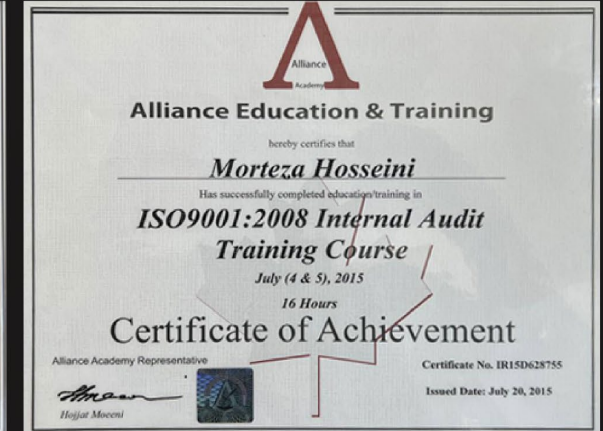 Alliance
Academy
Alliance Education & Training
hereby certifies that
Morteza Hosseini
Has successfully completed education/training in
ISO9001:2008 Internal Audit
Training Course
July (4 & 5), 2015
16 Hours
Certificate of Achievement
Alliance Academy Representative
Certificate No. IR15D628755
Issued Date: July 20, 2015
Hojjat Moeeni